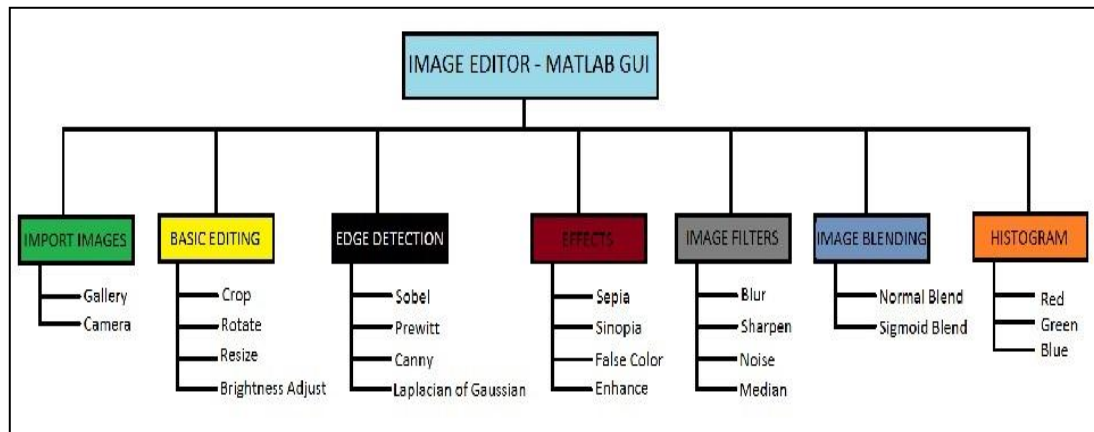 IMAGE EDITOR - MATLAB GUI
IMPORT IMAGES
Gallery
Camera
BASIC EDITING
Crop
Rotate
Resize
Brightness Adjust
EDGE DETECTION
Sobel
Prewitt
Canny
Laplacian of Gaussian
EFFECTS
Sepia
Sinopia
False Color
Enhance
IMAGE FILTERS
Blur
Sharpen
Noise
Median
IMAGE BLENDING
Normal Blend
Sigmoid Blend
HISTOGRAM
Red
Green
Blue